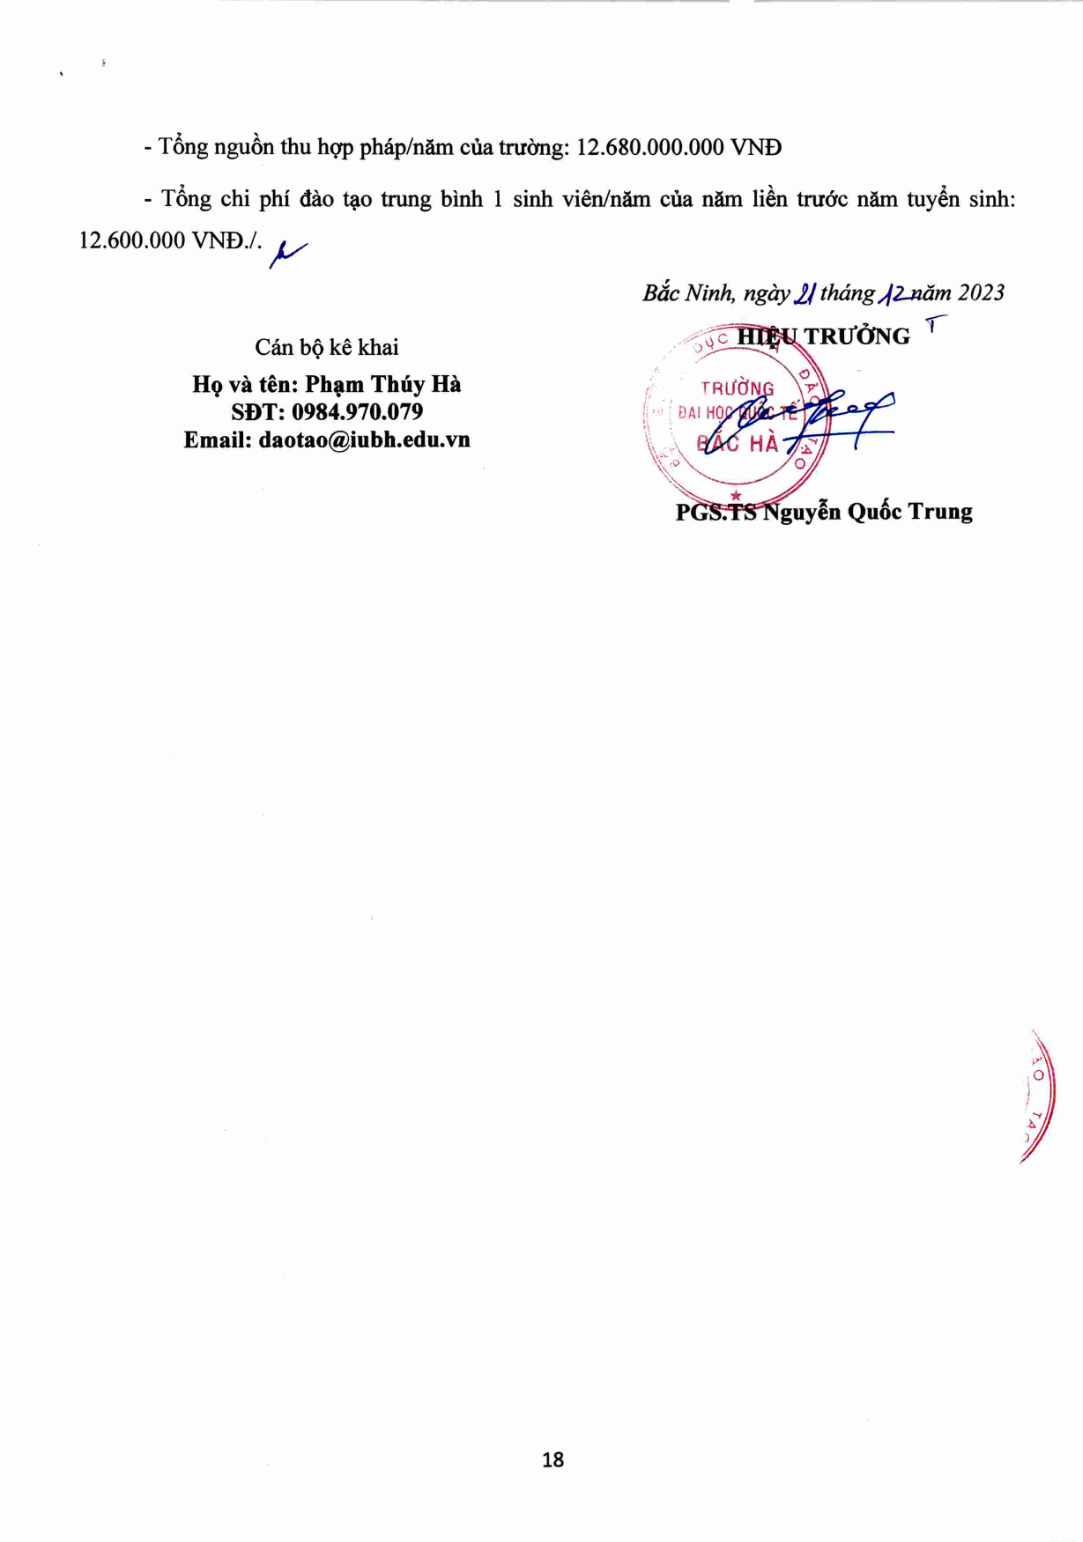 - Tổng nguồn thu hợp pháp/năm của trường: 12.680.000.000 VNĐ
- Tổng chi phí đào tạo trung bình 1 sinh viên/năm của năm liền trước năm tuyển sinh:
12.600.000 VNĐ./.
Bắc Ninh, ngày 21 tháng 12 năm 2023
HIỆU TRƯỞNG
Cán bộ kê khai
Họ và tên: Phạm Thúy Hà
SĐT: 0984.970.079
Email: daotao@iubh.edu.vn
TRƯỜNG
ĐẠI HỌC QUỐC TẾ
BẮC HÀ
PGS.TS Nguyễn Quốc Trung
18